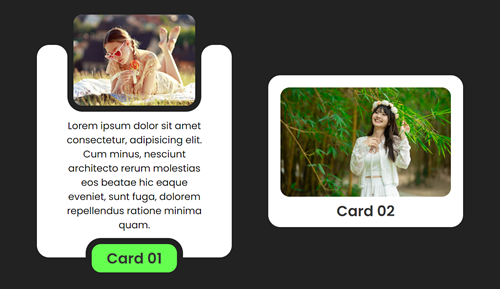 Lorem ipsum dolor sit amet
consectetur, adipisicing elit.
Cum minus, nesciunt
architecto rerum molestias
eos beatae hic eaque
eveniet, sunt fuga, dolorem
repellendus ratione minima
quam.
Card 01
Card 02